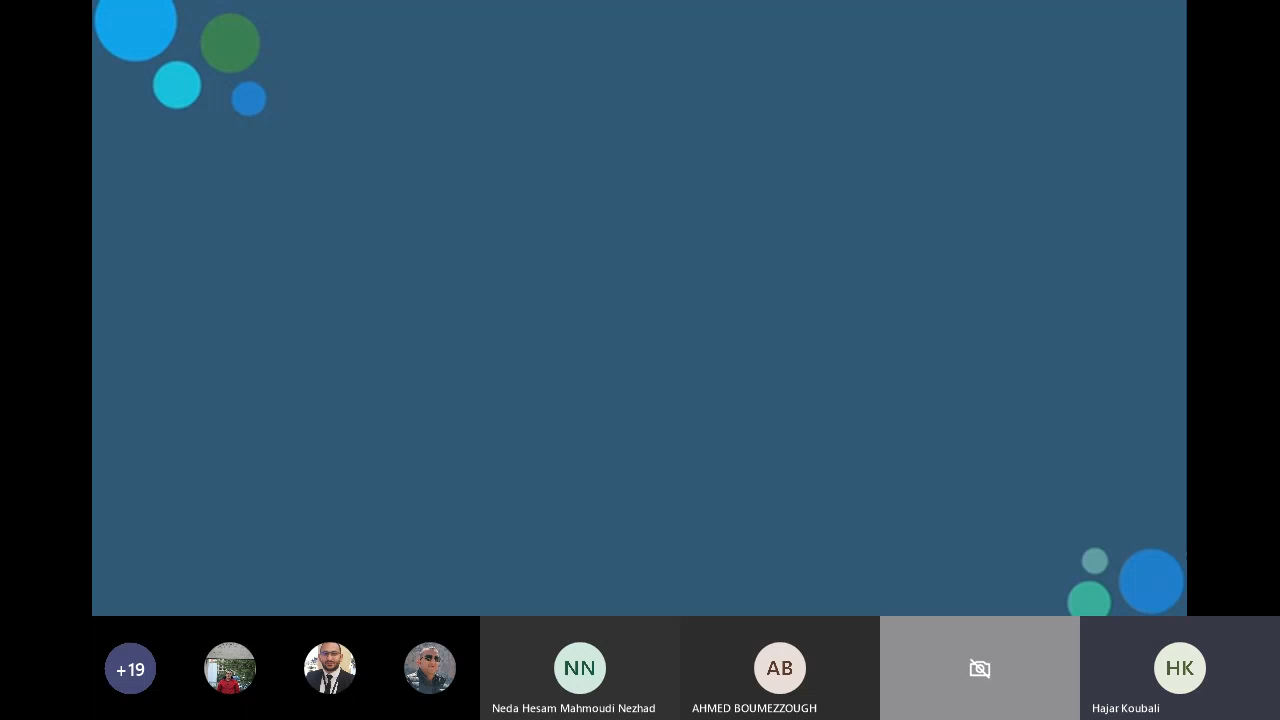 +19
NN
Neda Hesam Mahmoudi Nezhad
AB
AHMED BOUMEZZOUGH
HK
Hajar Koubali